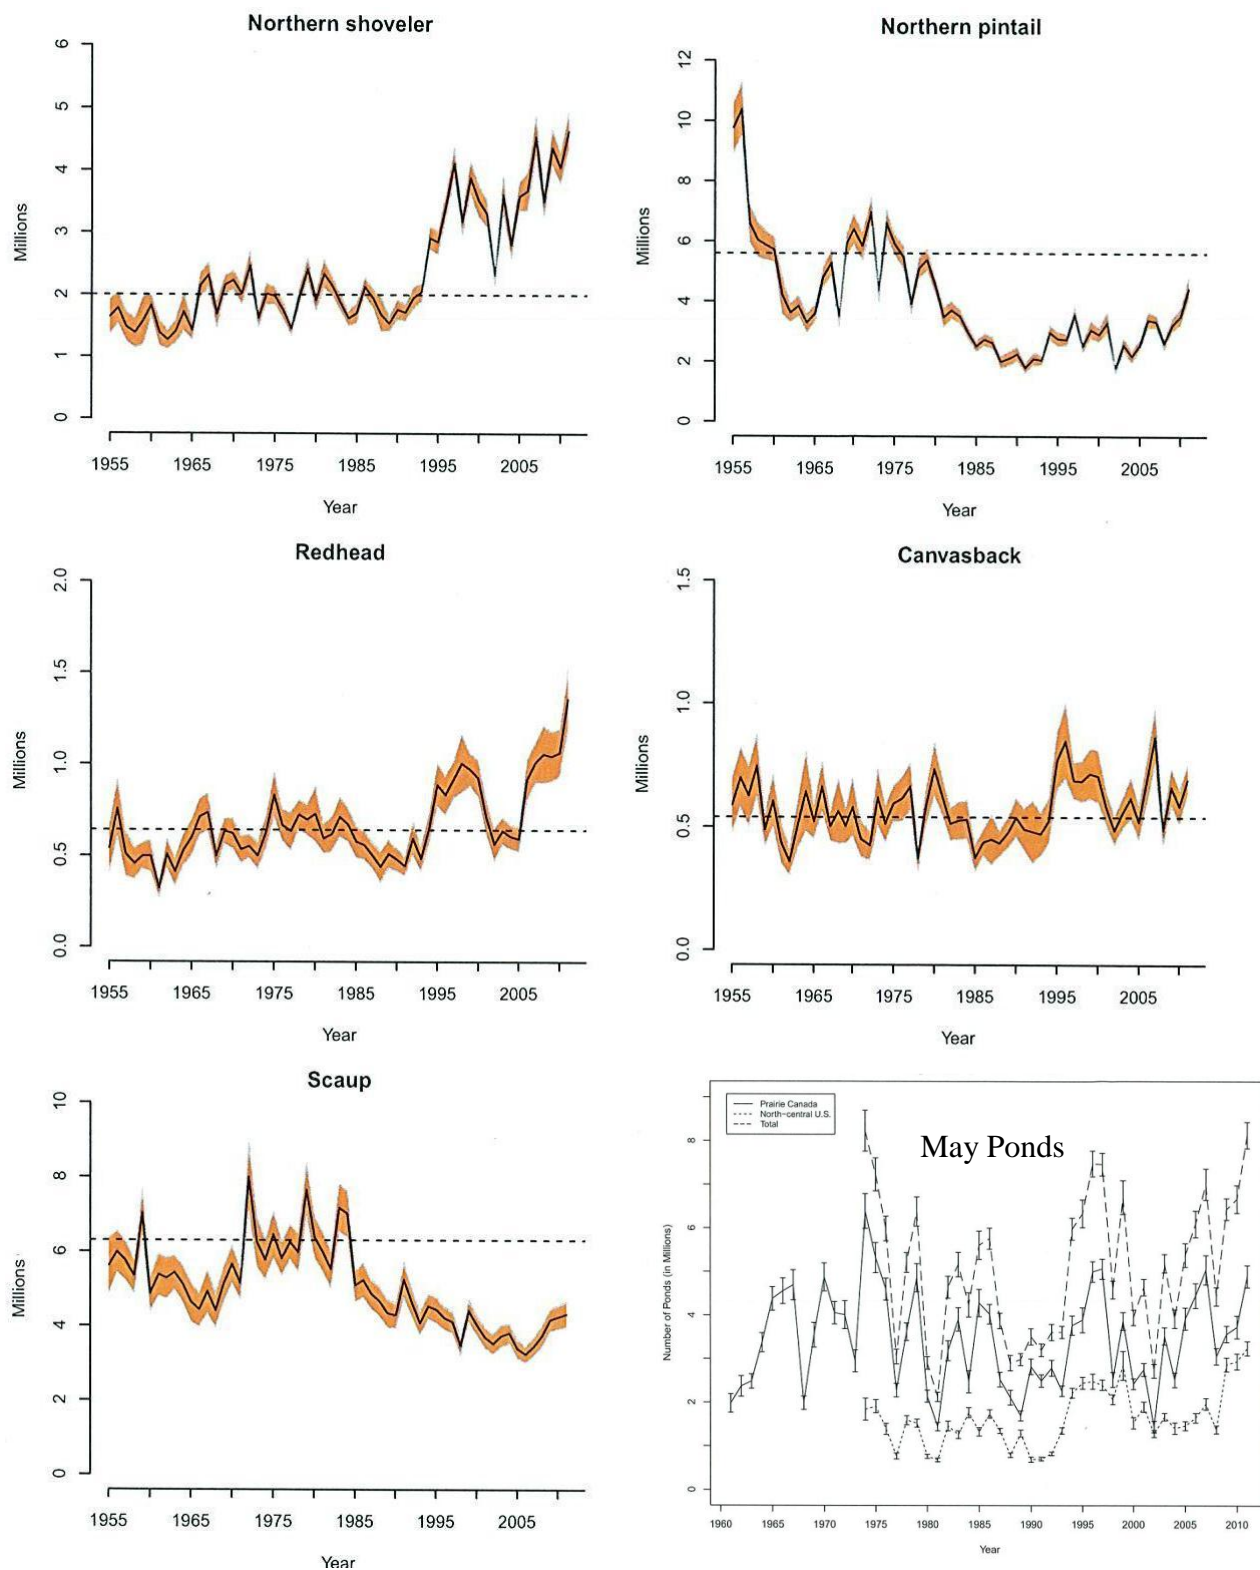 Northern shoveler
6
5
4
3
2
1
0
Millions
1955 1965 1975 1985 1995 2005
Year
Northern pintail
12
10
8
6
4
2
0
Millions
1955 1965 1975 1985 1995 2005
Year
Redhead
2.0
1.5
1.0
0.5
0.0
Millions
1955 1965 1975 1985 1995 2005
Year
Canvasback
1.5
1.0
0.5
0.0
Millions
1955 1965 1975 1985 1995 2005
Year
Scaup
10
8
6
4
2
0
Millions
1955 1965 1975 1985 1995 2005
Year
Prairie Canada
North-central U.S.
Total
May Ponds
8
6
4
2
0
Number of Ponds (in Millions)
1960 1965 1970 1975 1980 1985 1990 1995 2000 2005 2010
Year